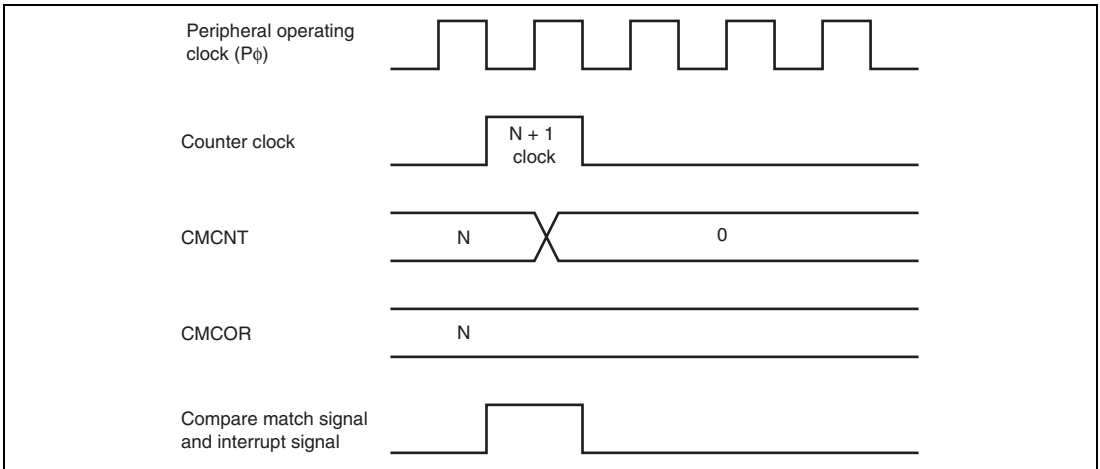 Peripheral operating
clock (Pϕ)
Counter clock
N + 1
clock
CMCNT
N
0
CMCOR
N
Compare match signal
and interrupt signal